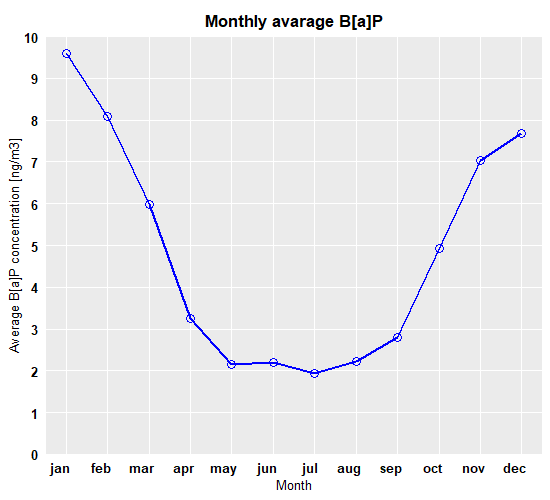 Monthly avarage B[a]P
Average B[a]P concentration [ng/m3]
10
9
8
7
6
5
4
3
2
1
0
jan feb mar apr may jun jul aug sep oct nov dec
Month